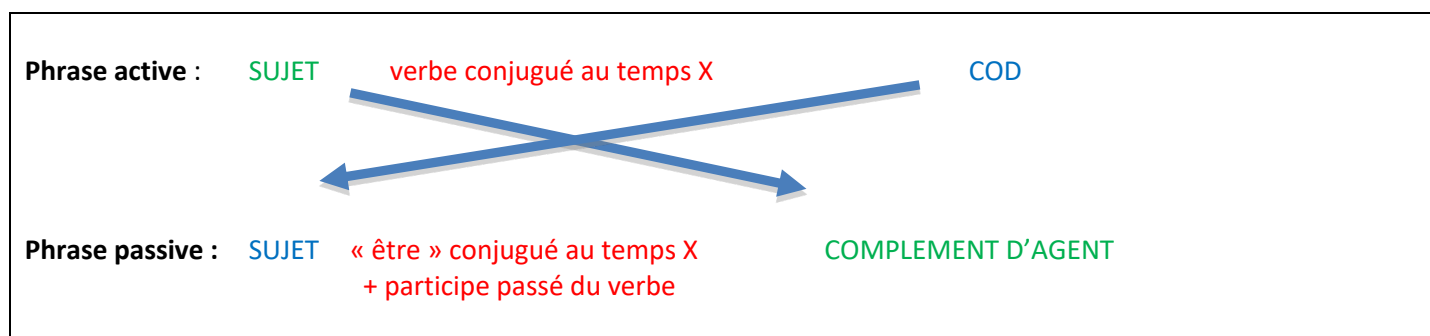 Phrase active : SUJET verbe conjugué au temps X COD
Phrase passive : SUJET « être » conjugué au temps X COMPLEMENT D’AGENT
+ participe passé du verbe